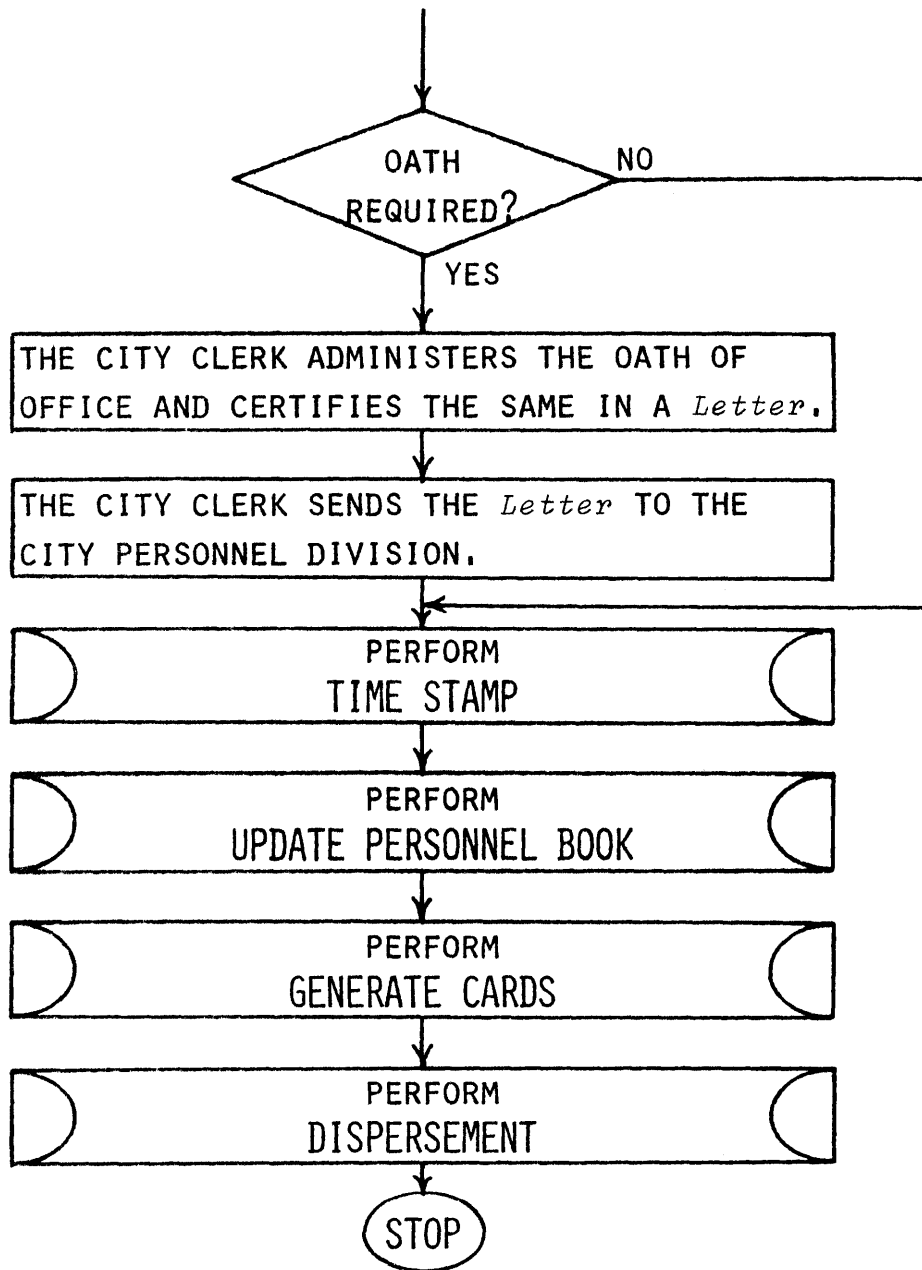 OATH
REQUIRED?
NO
YES
THE CITY CLERK ADMINISTERS THE OATH OF
OFFICE AND CERTIFIES THE SAME IN A Letter.
THE CITY CLERK SENDS THE Letter TO THE
CITY PERSONNEL DIVISION.
PERFORM
TIME STAMP
PERFORM
UPDATE PERSONNEL BOOK
PERFORM
GENERATE CARDS
PERFORM
DISPERSEMENT
STOP